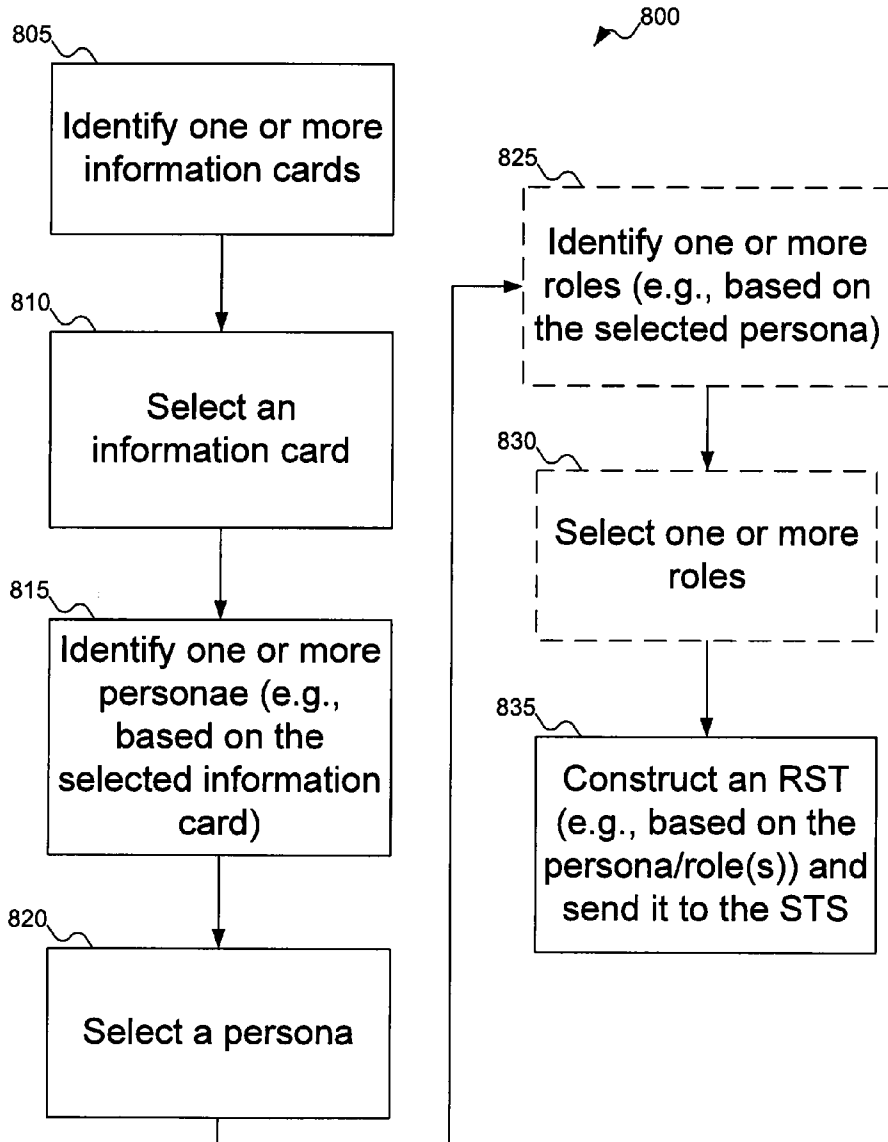 800
805
Identify one or more
information cards
810
Select an
information card
815
Identify one or more
personae (e.g.,
based on the
selected information
card)
820
Select a persona
825
Identify one or more
roles (e.g., based on
the selected persona)
830
Select one or more
roles
835
Construct an RST
(e.g., based on the
persona/role(s)) and
send it to the STS